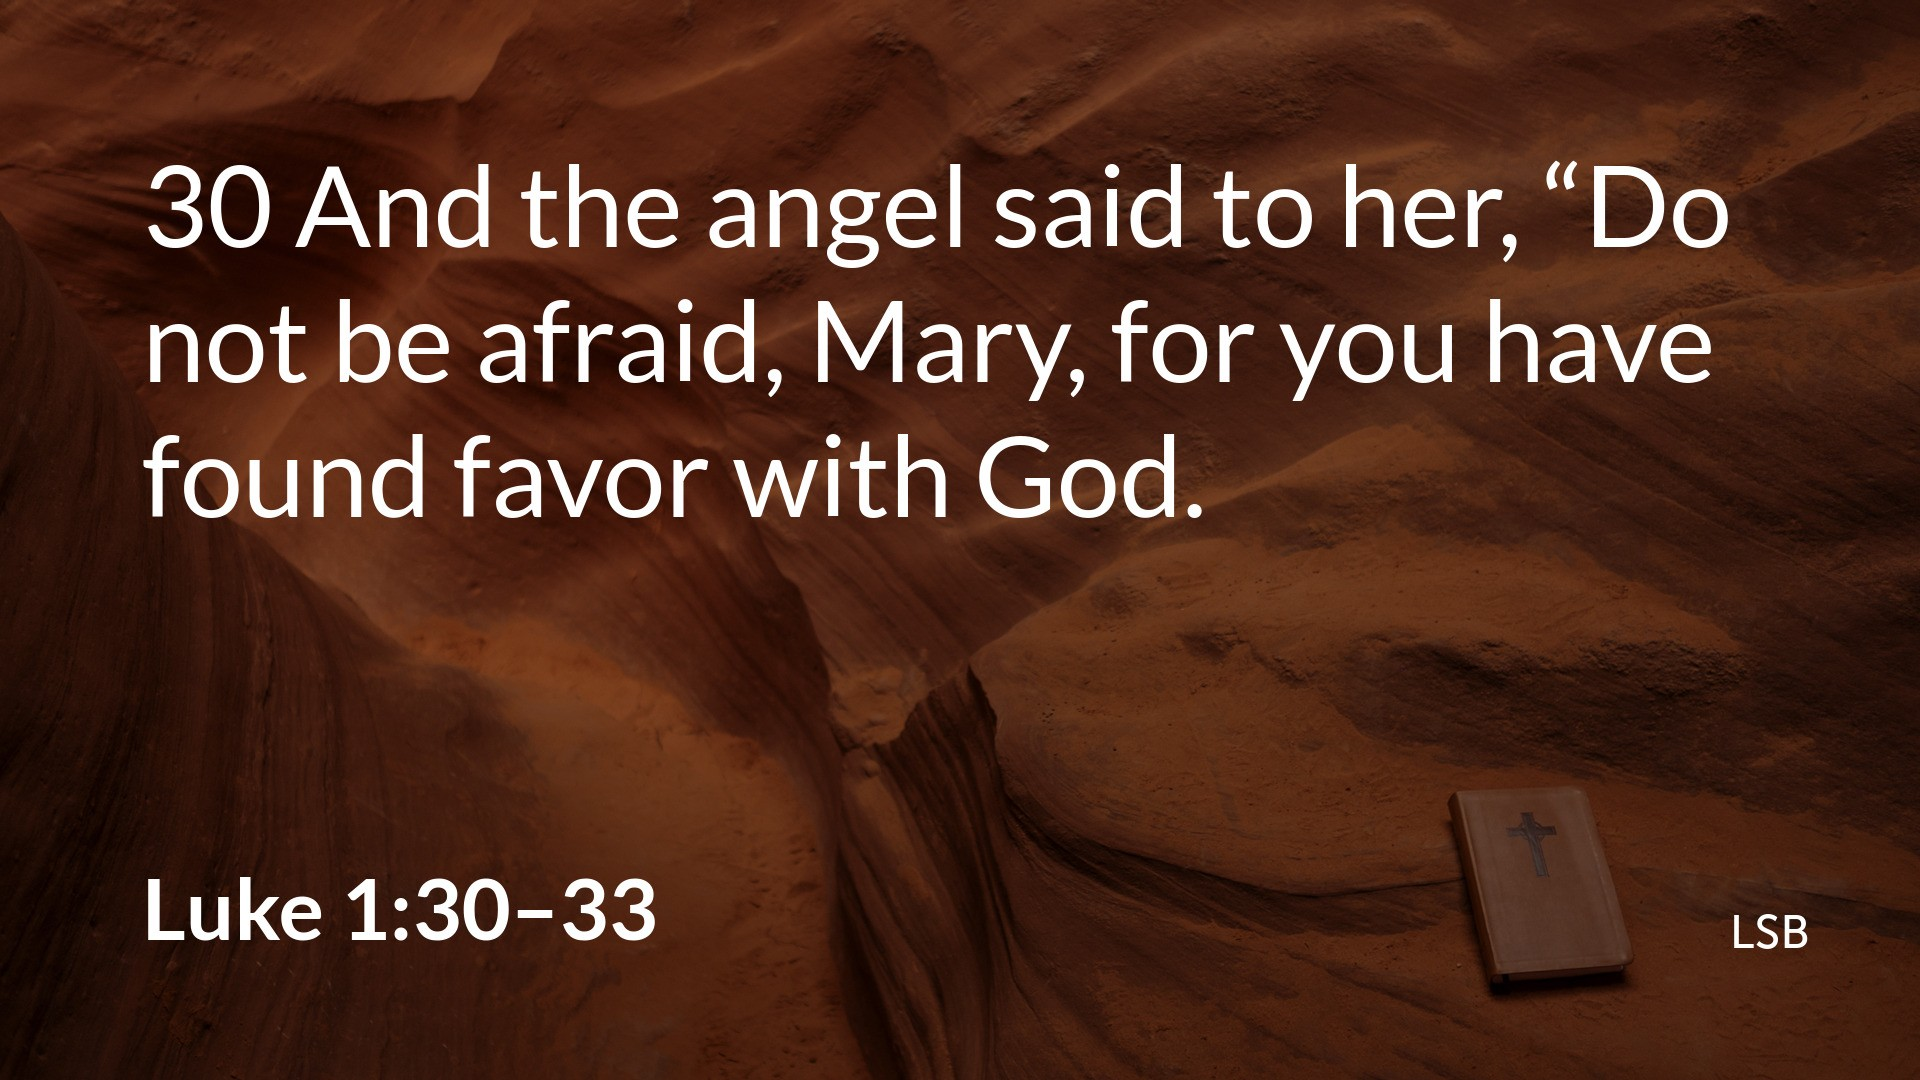 30 And the angel said to her, “Do
not be afraid, Mary, for you have
found favor with God.
Luke 1:30–33
LSB